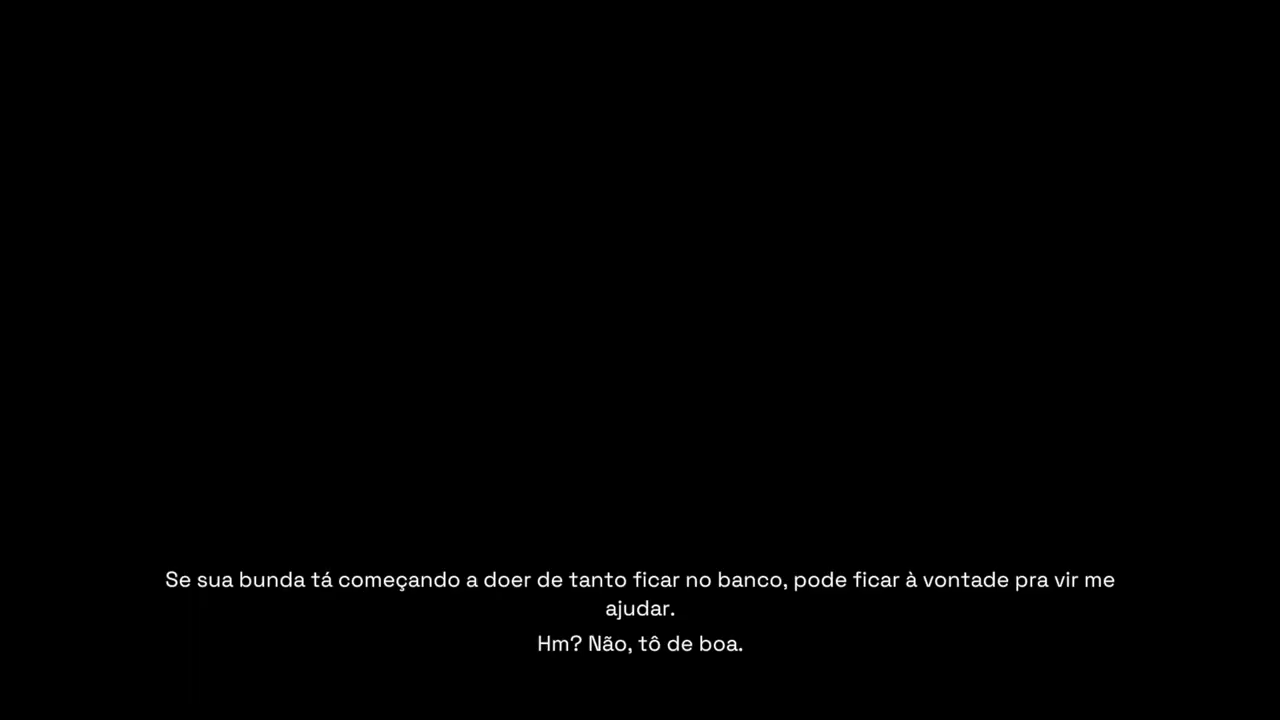 Se sua bunda tá começando a doer de tanto ficar no banco, pode ficar à vontade pra vir me
ajudar.
Hm? Não, tô de boa.